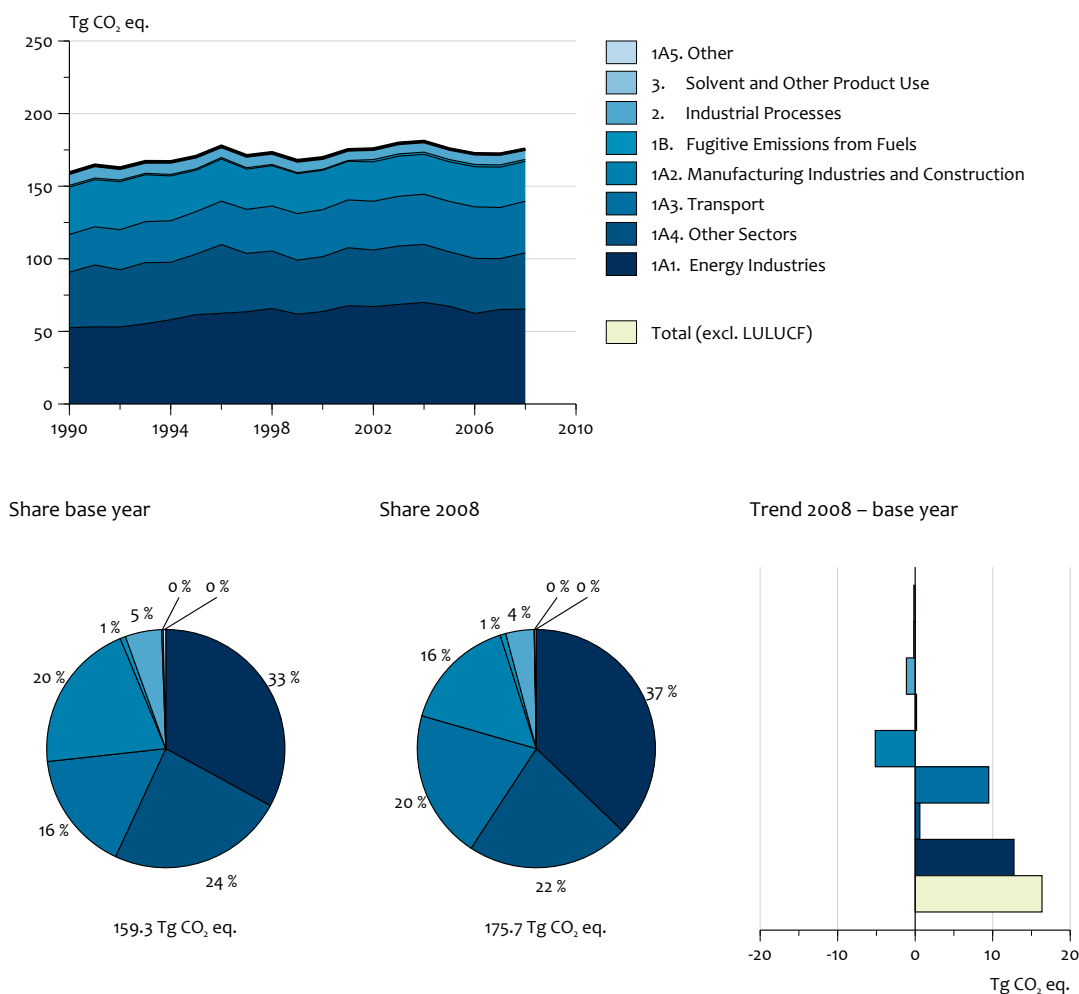 Tg CO₂ eq.
250
200
150
100
50
0
1990 1994 1998 2002 2006 2010
1A5. Other
3. Solvent and Other Product Use
2. Industrial Processes
1B. Fugitive Emissions from Fuels
1A2. Manufacturing Industries and Construction
1A3. Transport
1A4. Other Sectors
1A1. Energy Industries
Total (excl. LULUCF)
Share base year
0 % 0 %
5 %
1 %
20 %
33 %
16 %
24 %
159.3 Tg CO₂ eq.
Share 2008
0 % 0 %
4 %
1 %
16 %
37 %
20 %
22 %
175.7 Tg CO₂ eq.
Trend 2008 – base year
-20 -10 0 10 20
Tg CO₂ eq.